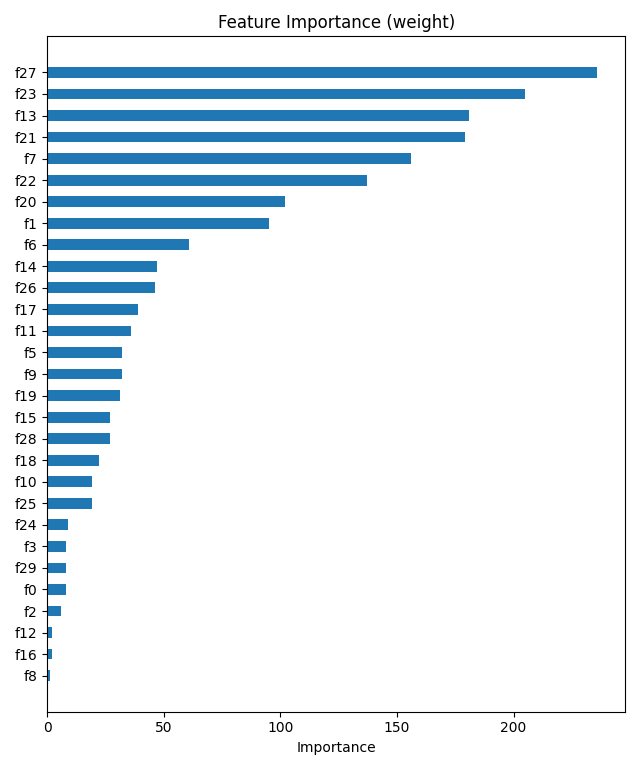 Feature Importance (weight)
f27
f23
f13
f21
f7
f22
f20
f1
f6
f14
f26
f17
f11
f5
f9
f19
f15
f28
f18
f10
f25
f24
f3
f29
f0
f2
f12
f16
f8
0 50 100 150 200
Importance